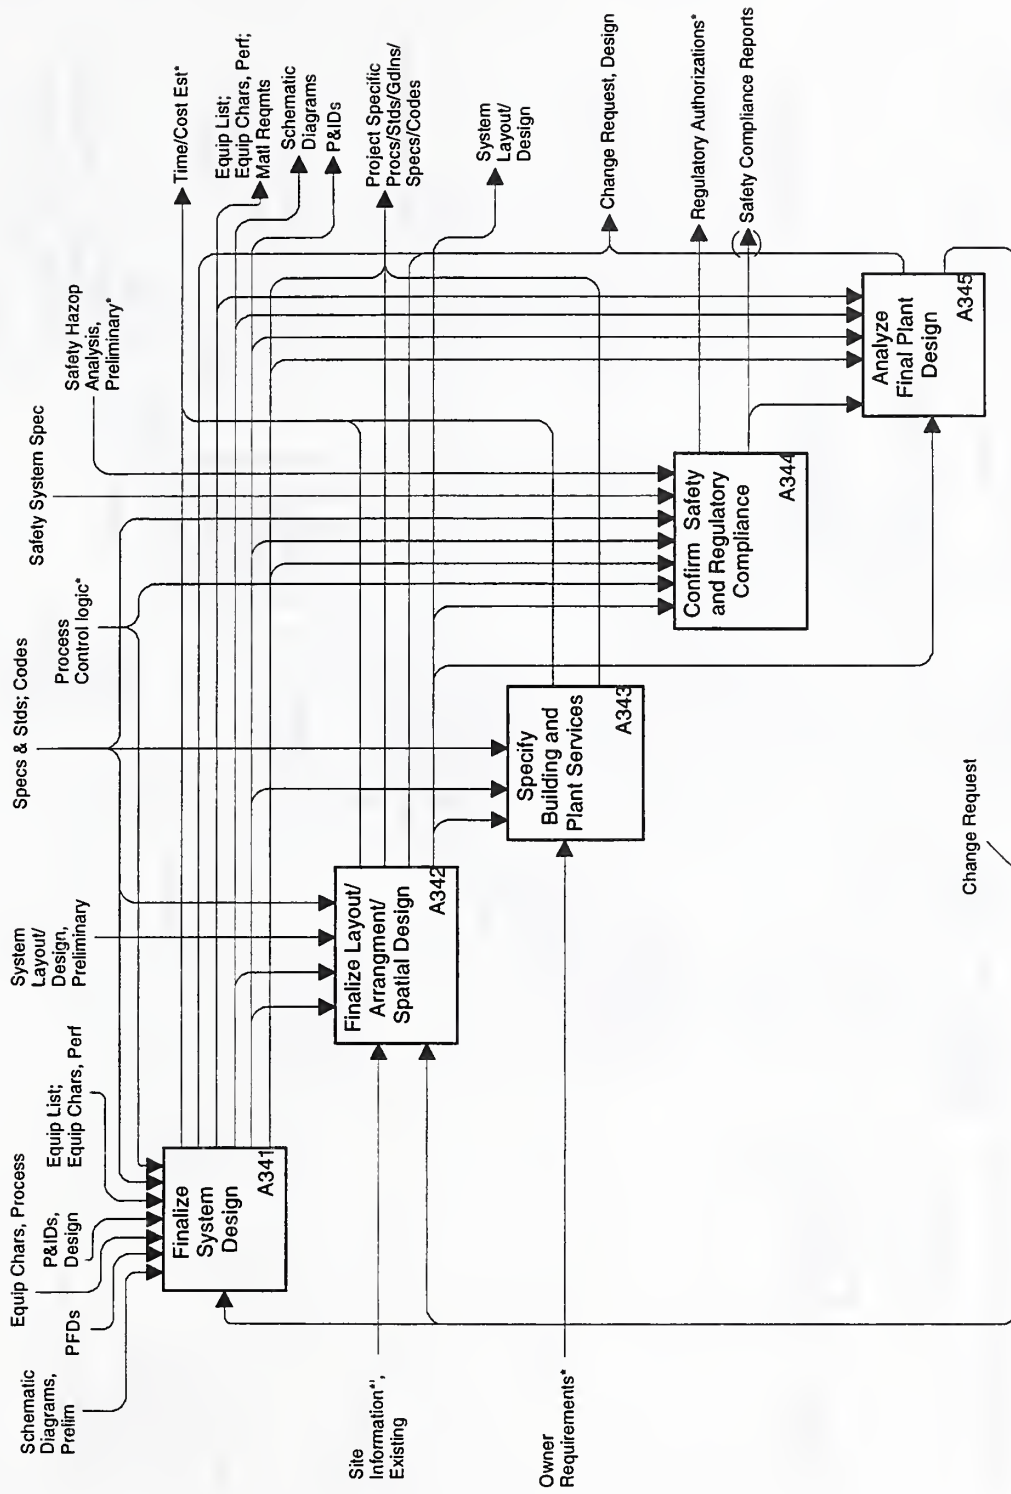 Schematic
Diagrams,
Prelim
PFDs
Equip Chars, Process
P&IDs,
Design
Equip List;
Equip Chars, Perf
System
Layout/
Design,
Preliminary
Specs & Stds; Codes
Process
Control logic*
Safety System Spec
Safety Hazop
Analysis,
Preliminary*
Time/Cost Est*
Equip List;
Equip Chars, Perf;
Matl Reqmts
Schematic
Diagrams
P&IDs
Project Specific
Procs/Stds/Gdlns/
Specs/Codes
System
Layout/
Design
Change Request, Design
Regulatory Authorizations*
Safety Compliance Reports
Finalize
System
Design
A341
Finalize Layout/
Arrangment/
Spatial Design
A342
Specify
Building and
Plant Services
A343
Confirm Safety
and Regulatory
Compliance
A344
Analyze
Final Plant
Design
A345
Site
Information*',
Existing
Owner
Requirements*
Change Request